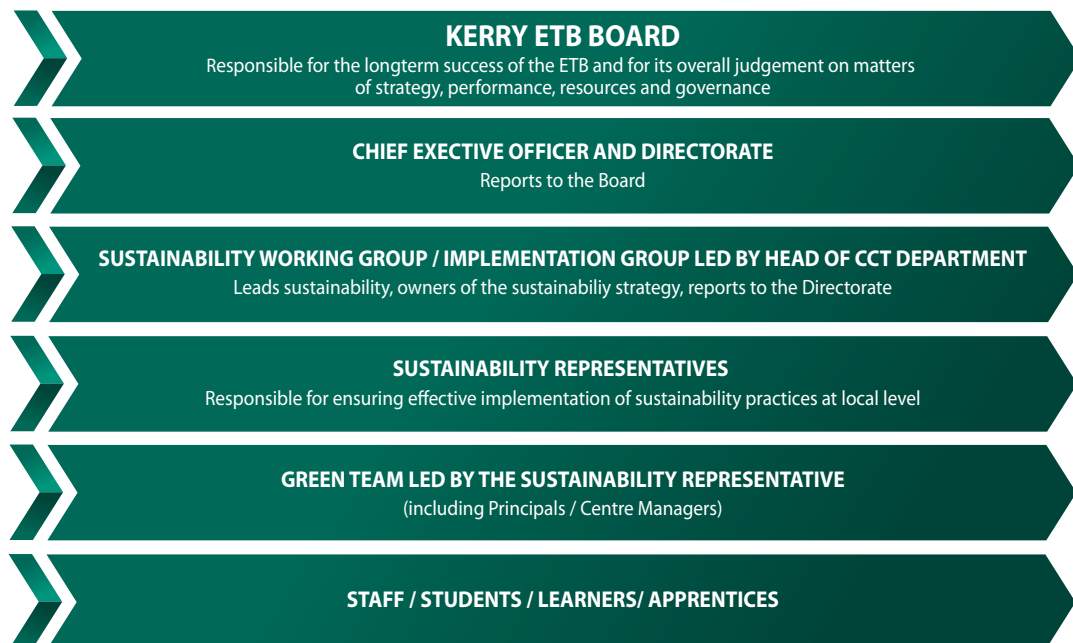 KERRY ETB BOARD
Responsible for the longterm success of the ETB and for its overall judgement on matters
of strategy, performance, resources and governance
CHIEF EXECTIVE OFFICER AND DIRECTORATE
Reports to the Board
SUSTAINABILITY WORKING GROUP / IMPLEMENTATION GROUP LED BY HEAD OF CCT DEPARTMENT
Leads sustainability, owners of the sustainabiliy strategy, reports to the Directorate
SUSTAINABILITY REPRESENTATIVES
Responsible for ensuring effective implementation of sustainability practices at local level
GREEN TEAM LED BY THE SUSTAINABILITY REPRESENTATIVE
(including Principals / Centre Managers)
STAFF / STUDENTS / LEARNERS/ APPRENTICES